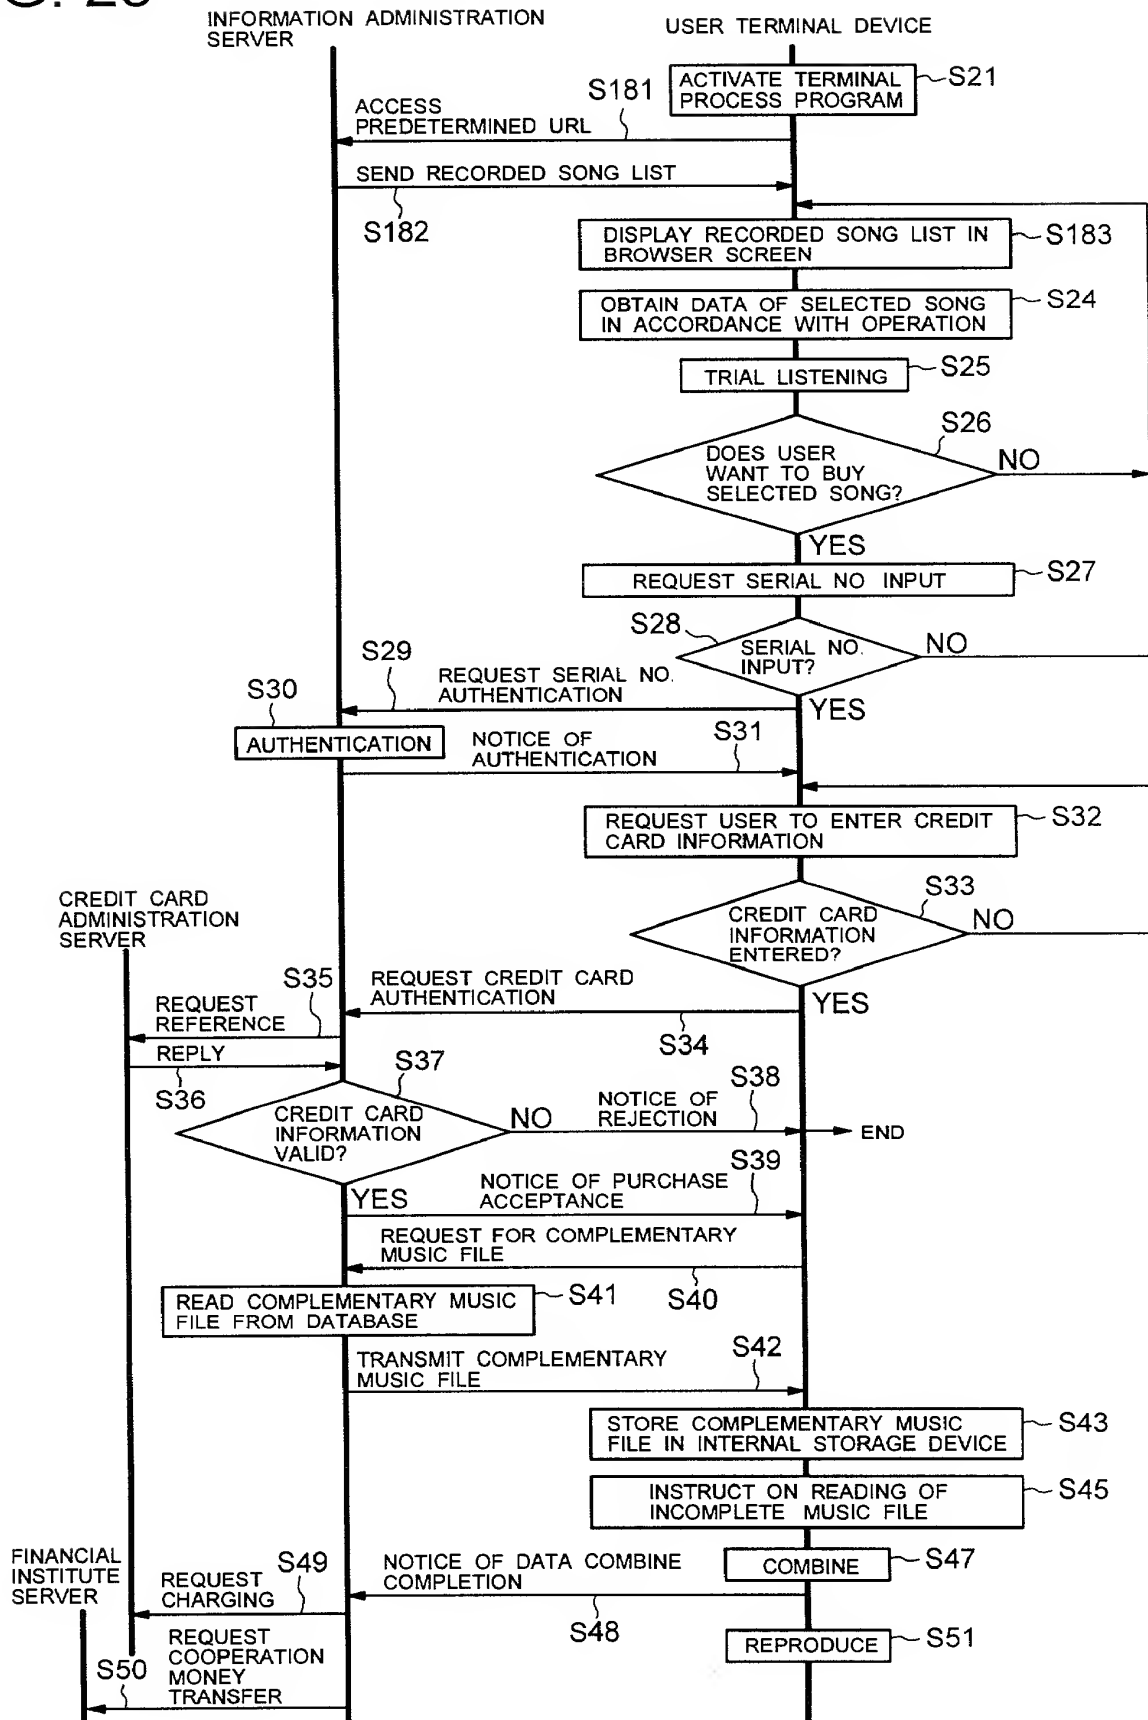 INFORMATION ADMINISTRATION
SERVER
USER TERMINAL DEVICE
ACTIVATE TERMINAL
PROCESS PROGRAM
S21
S181
ACCESS
PREDETERMINED URL
SEND RECORDED SONG LIST
S182
DISPLAY RECORDED SONG LIST IN
BROWSER SCREEN
S183
OBTAIN DATA OF SELECTED SONG
IN ACCORDANCE WITH OPERATION
S24
TRIAL LISTENING
S25
S26
DOES USER
WANT TO BUY
SELECTED SONG?
NO
YES
REQUEST SERIAL NO INPUT
S27
S28
SERIAL NO.
INPUT?
NO
S29
REQUEST SERIAL NO.
AUTHENTICATION
YES
S30
AUTHENTICATION
NOTICE OF
AUTHENTICATION
S31
REQUEST USER TO ENTER CREDIT
CARD INFORMATION
S32
S33
CREDIT CARD
INFORMATION
ENTERED?
NO
CREDIT CARD
ADMINISTRATION
SERVER
REQUEST CREDIT CARD
AUTHENTICATION
YES
S34
S35
REQUEST
REFERENCE
REPLY
S36
S37
CREDIT CARD
INFORMATION
VALID?
NO
NOTICE OF
REJECTION
S38
END
YES
NOTICE OF PURCHASE
ACCEPTANCE
S39
REQUEST FOR COMPLEMENTARY
MUSIC FILE
S40
READ COMPLEMENTARY MUSIC
FILE FROM DATABASE
S41
TRANSMIT COMPLEMENTARY
MUSIC FILE
S42
STORE COMPLEMENTARY MUSIC
FILE IN INTERNAL STORAGE DEVICE
S43
INSTRUCT ON READING OF
INCOMPLETE MUSIC FILE
S45
COMBINE
S47
NOTICE OF DATA COMBINE
COMPLETION
S48
FINANCIAL
INSTITUTE
SERVER
REQUEST
CHARGING
S49
REPRODUCE
S51
REQUEST
COOPERATION
MONEY
TRANSFER
S50